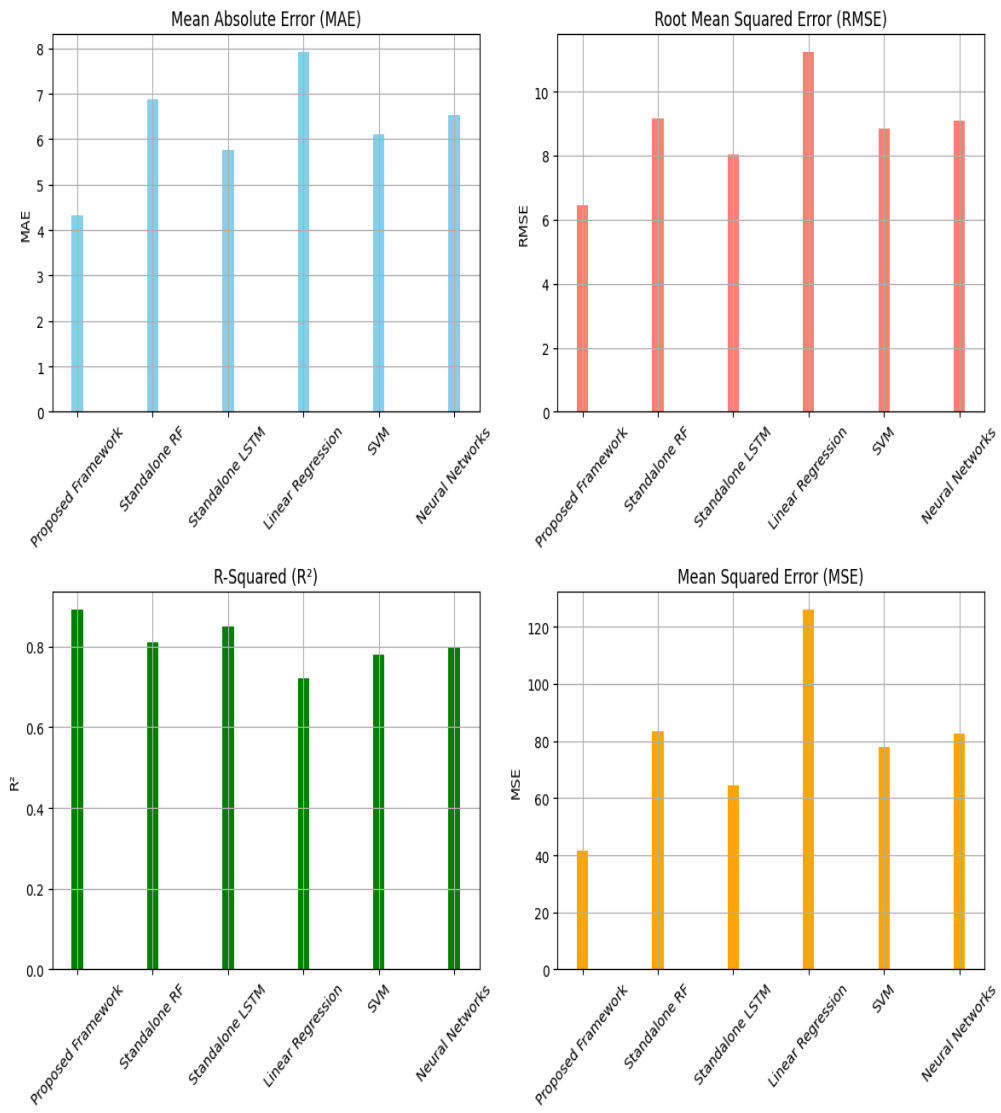 Mean Absolute Error (MAE)
8
7
6
5
4
3
2
1
0
MAE
Proposed Framework
Standalone RF
Standalone LSTM
Linear Regression
SVM
Neural Networks
Root Mean Squared Error (RMSE)
10
8
6
4
2
0
RMSE
Proposed Framework
Standalone RF
Standalone LSTM
Linear Regression
SVM
Neural Networks
R-Squared (R²)
0.8
0.6
0.4
0.2
0.0
R²
Proposed Framework
Standalone RF
Standalone LSTM
Linear Regression
SVM
Neural Networks
Mean Squared Error (MSE)
120
100
80
60
40
20
0
MSE
Proposed Framework
Standalone RF
Standalone LSTM
Linear Regression
SVM
Neural Networks